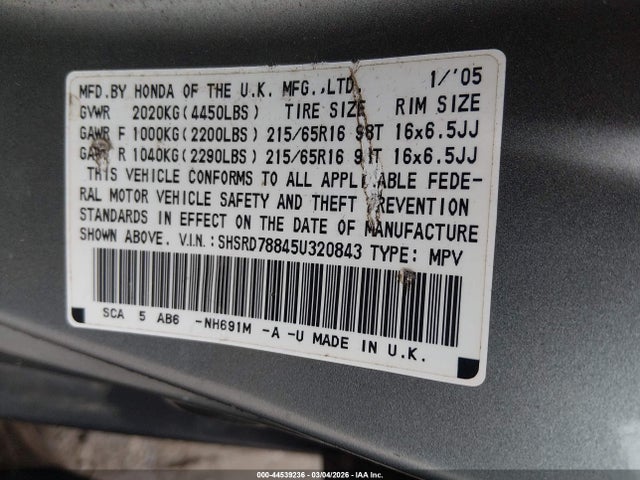 MFD.BY HONDA OF THE U.K. MFG.,LTD. 1/'05
GVWR 2020KG(4450LBS) TIRE SIZE RIM SIZE
GAWR F 1000KG(2200LBS) 215/65R16 98T 16x6.5JJ
GAWR R 1040KG(2290LBS) 215/65R16 98T 16x6.5JJ
THIS VEHICLE CONFORMS TO ALL APPLICABLE FEDE-
RAL MOTOR VEHICLE SAFETY AND THEFT PREVENTION
STANDARDS IN EFFECT ON THE DATE OF MANUFACTURE
SHOWN ABOVE. V.I.N.: SHSRD78845U320843 TYPE: MPV
SCA 5 AB6 -NH691M -A -U MADE IN U.K.
000-44539236 - 03/04/2026 - IAA Inc.